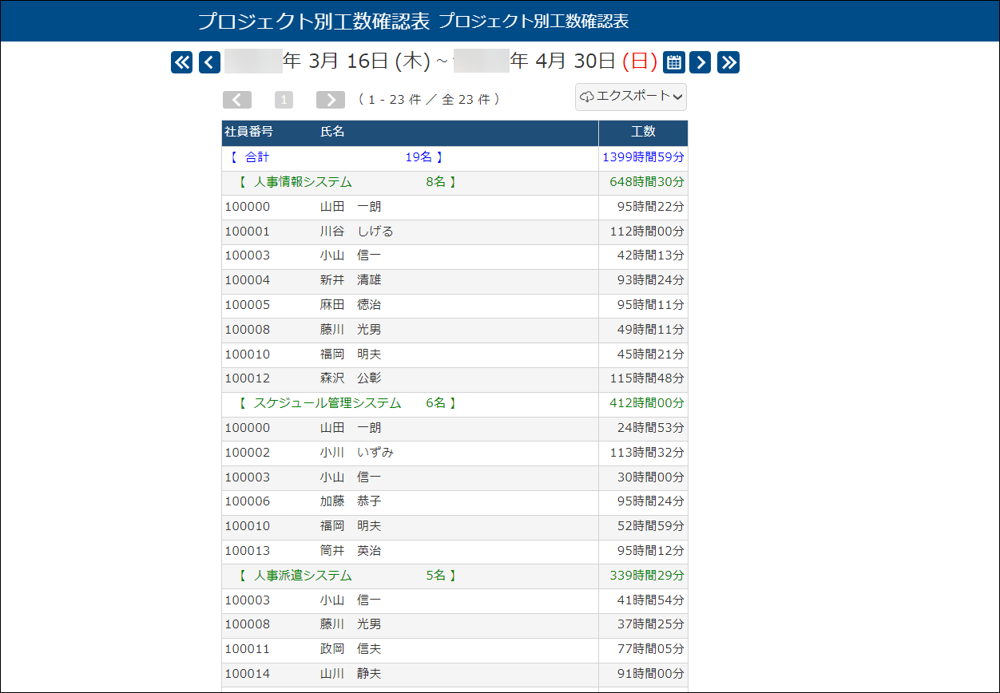 プロジェクト別工数確認表 プロジェクト別工数確認表
年 3月 16日 (木) ~ 年 4月 30日 (日)
1 ( 1 - 23 件 / 全 23 件 ) エクスポート
社員番号 氏名 工数
【 合計 19名 】 1399時間59分
【 人事情報システム 8名 】 648時間30分
100000 山田 一朗 95時間22分
100001 川谷 しげる 112時間00分
100003 小山 信一 42時間13分
100004 新井 清雄 93時間24分
100005 麻田 徳治 95時間11分
100008 藤川 光男 49時間11分
100010 福岡 明夫 45時間21分
100012 森沢 公彰 115時間48分
【 スケジュール管理システム 6名 】 412時間00分
100000 山田 一朗 24時間53分
100002 小川 いずみ 113時間32分
100003 小山 信一 30時間00分
100006 加藤 恭子 95時間24分
100010 福岡 明夫 52時間59分
100013 筒井 英治 95時間12分
【 人事派遣システム 5名 】 339時間29分
100003 小山 信一 41時間54分
100008 藤川 光男 37時間25分
100011 政岡 信夫 77時間05分
100014 山川 静夫 91時間00分